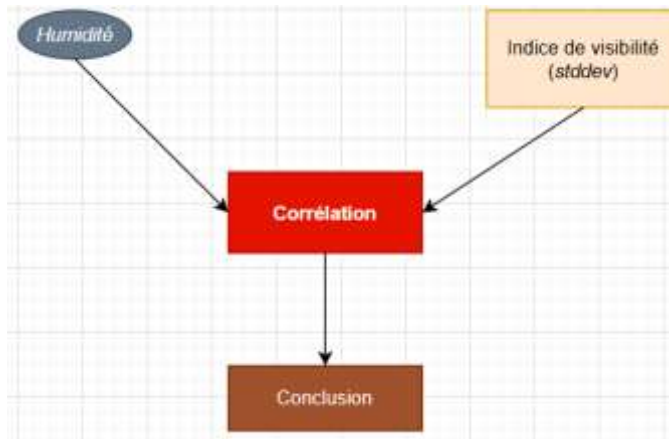 Humidité
Indice de visibilité
(stddev)
Corrélation
Conclusion